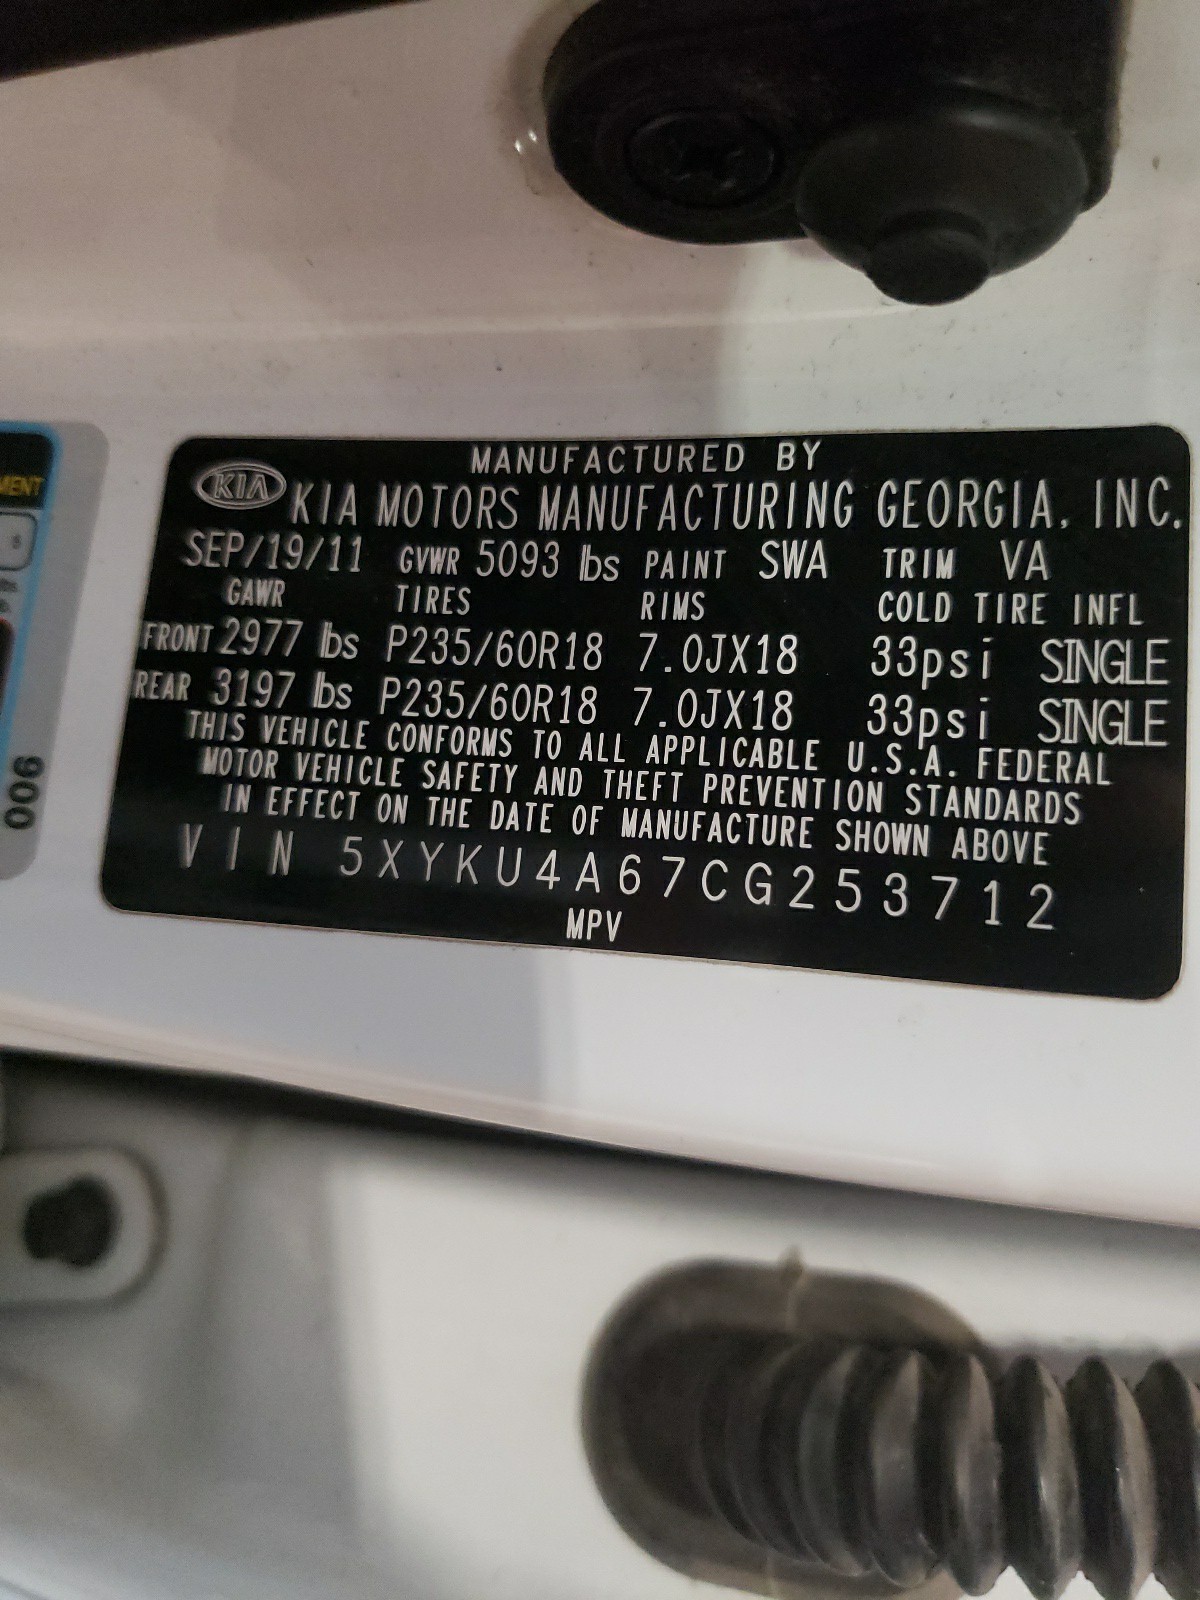 MANUFACTURED BY
KIA KIA MOTORS MANUFACTURING GEORGIA, INC.
SEP/19/11 GVWR 5093 lbs PAINT SWA TRIM VA
GAWR TIRES RIMS COLD TIRE INFL
FRONT 2977 lbs P235/60R18 7.0JX18 33psi SINGLE
REAR 3197 lbs P235/60R18 7.0JX18 33psi SINGLE
THIS VEHICLE CONFORMS TO ALL APPLICABLE U.S.A. FEDERAL
MOTOR VEHICLE SAFETY AND THEFT PREVENTION STANDARDS
IN EFFECT ON THE DATE OF MANUFACTURE SHOWN ABOVE
VIN 5XYKU4A67CG253712
MPV
MENT
006